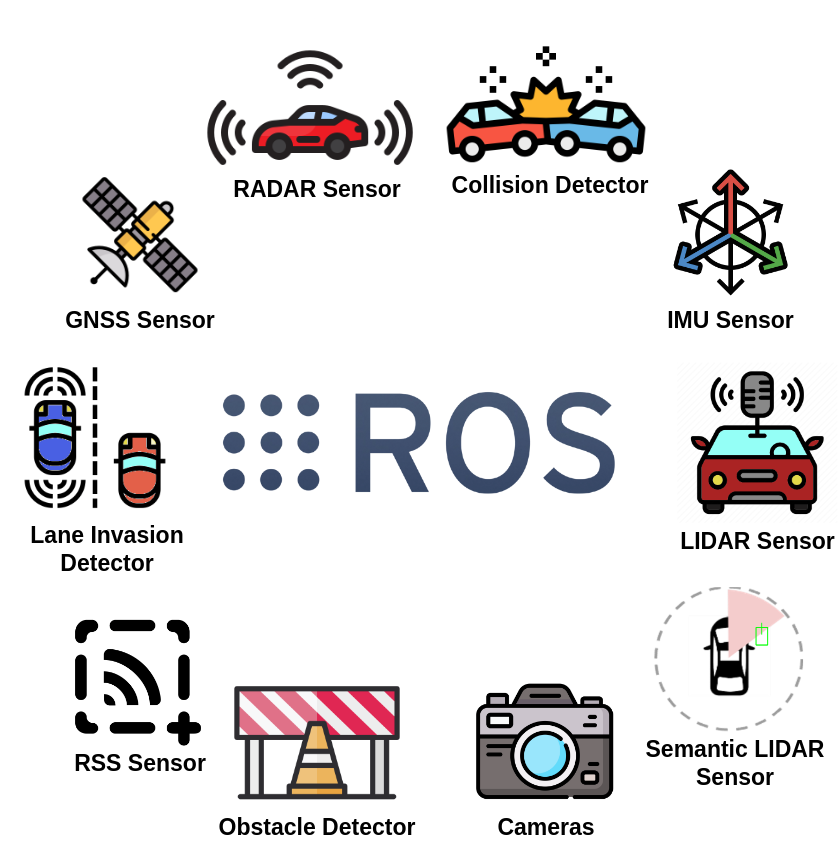 RADAR Sensor
Collision Detector
GNSS Sensor
IMU Sensor
ROS
Lane Invasion
Detector
LIDAR Sensor
RSS Sensor
Semantic LIDAR
Sensor
Obstacle Detector
Cameras